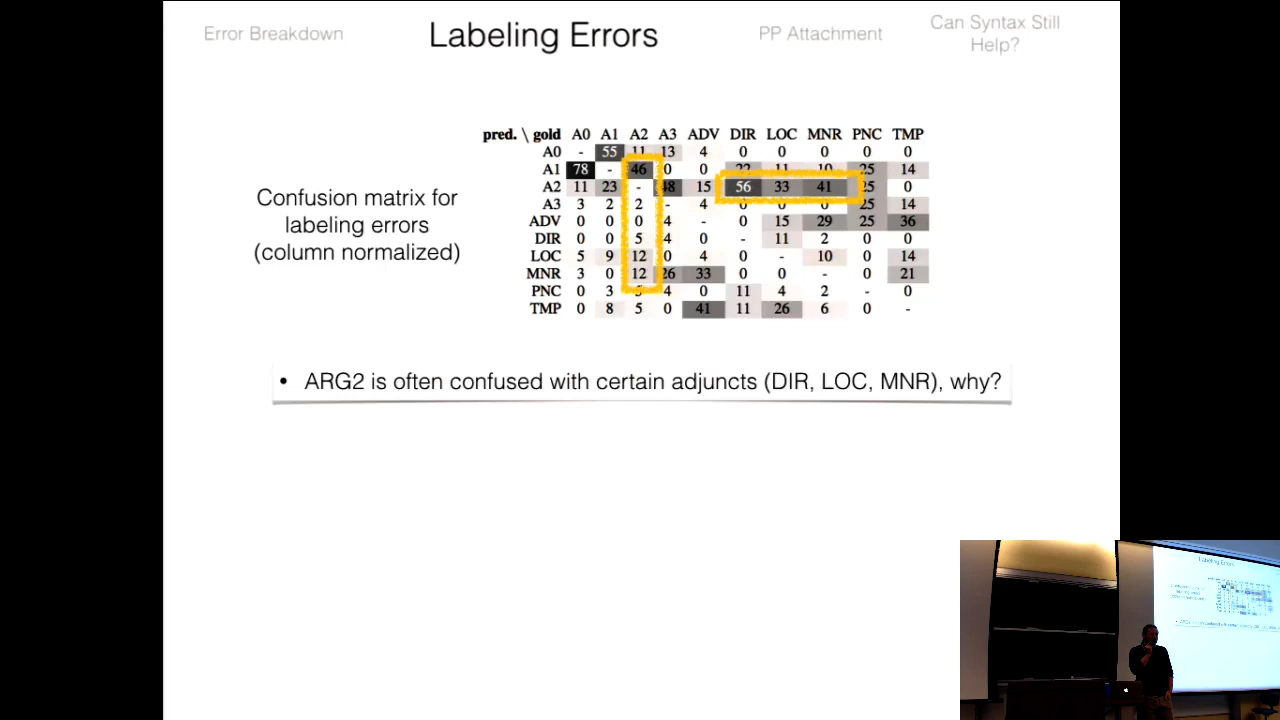 Error Breakdown
Labeling Errors
PP Attachment
Can Syntax Still
Help?
Confusion matrix for
labeling errors
(column normalized)
pred. \ gold A0 A1 A2 A3 ADV DIR LOC MNR PNC TMP
A0 - 55 11 13 4 0 0 0 0 0
A1 78 - 46 0 0 22 11 10 25 14
A2 11 23 - 48 15 56 33 41 25 0
A3 3 2 2 - 4 0 0 0 25 14
ADV 0 0 0 4 - 0 15 29 25 36
DIR 0 0 5 4 0 - 11 2 0 0
LOC 5 9 12 0 4 0 - 10 0 14
MNR 3 0 12 26 33 0 0 - 0 21
PNC 0 3 5 4 0 11 4 2 - 0
TMP 0 8 5 0 41 11 26 6 0 -
• ARG2 is often confused with certain adjuncts (DIR, LOC, MNR), why?
Labeling Errors